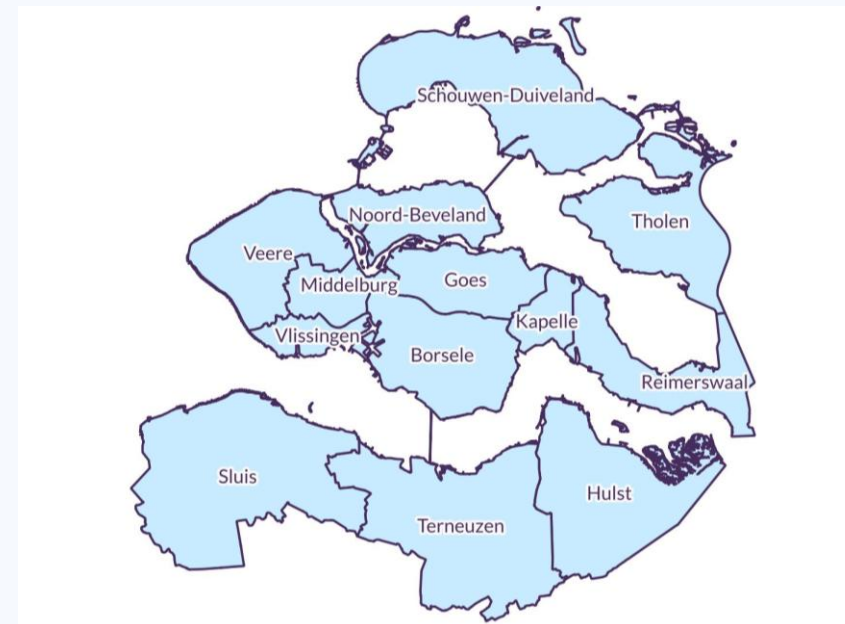 Schouwen-Duiveland
Noord-Beveland
Tholen
Veere
Middelburg
Goes
Vlissingen
Kapelle
Borsele
Reimerswaal
Sluis
Hulst
Terneuzen